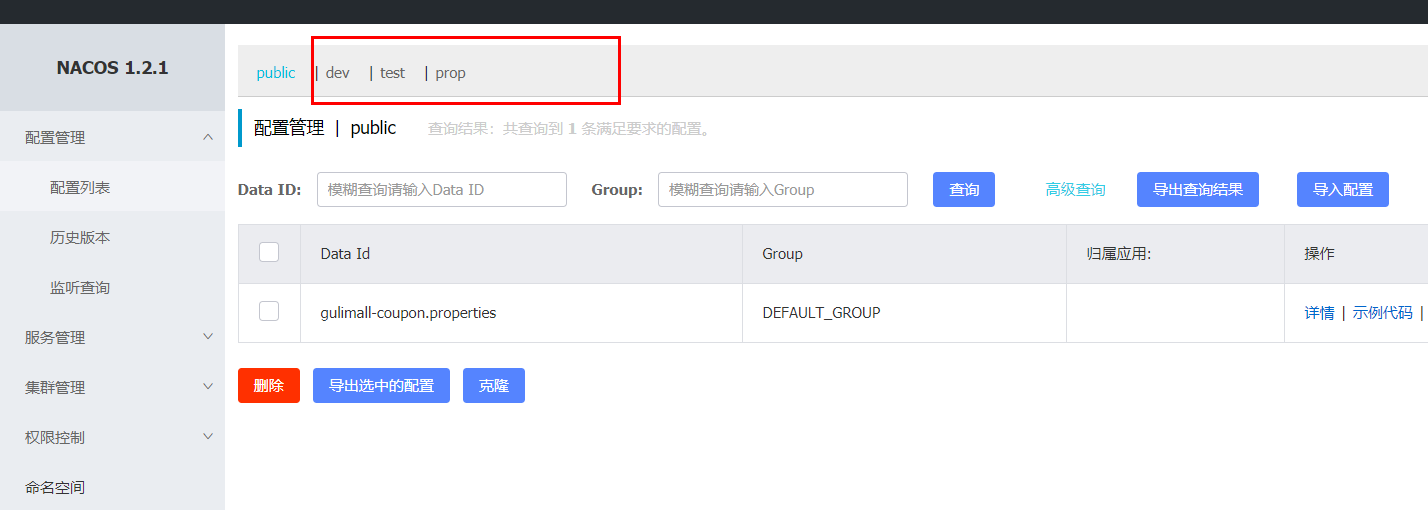 NACOS 1.2.1
配置管理
配置列表
历史版本
监听查询
服务管理
集群管理
权限控制
命名空间
public | dev | test | prop
配置管理 | public 查询结果：共查询到 1 条满足要求的配置。
Data ID: 模糊查询请输入Data ID Group: 模糊查询请输入Group 查询 高级查询 导出查询结果 导入配置
Data Id Group 归属应用: 操作
gulimall-coupon.properties DEFAULT_GROUP 详情 | 示例代码 |
删除 导出选中的配置 克隆